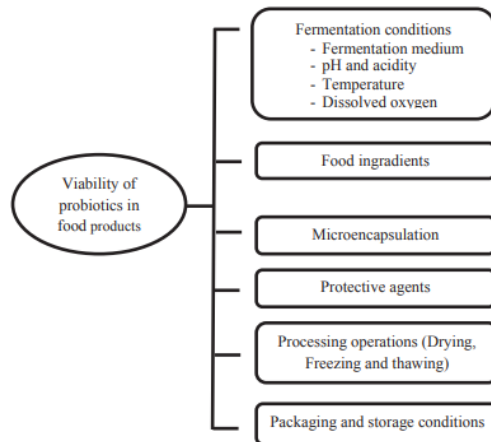 Fermentation conditions
- Fermentation medium
- pH and acidity
- Temperature
- Dissolved oxygen
Viability of
probiotics in
food products
Food ingredients
Microencapsulation
Protective agents
Processing operations (Drying,
Freezing and thawing)
Packaging and storage conditions